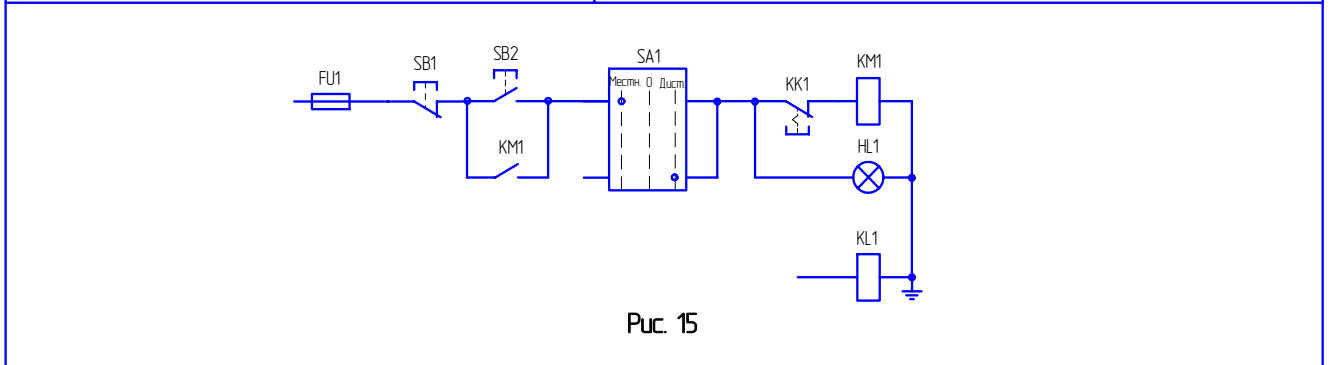 FU1
SB1
SB2
SA1
KK1
KM1
Местн. 0 Дист.
KM1
HL1
KL1
Рис. 15